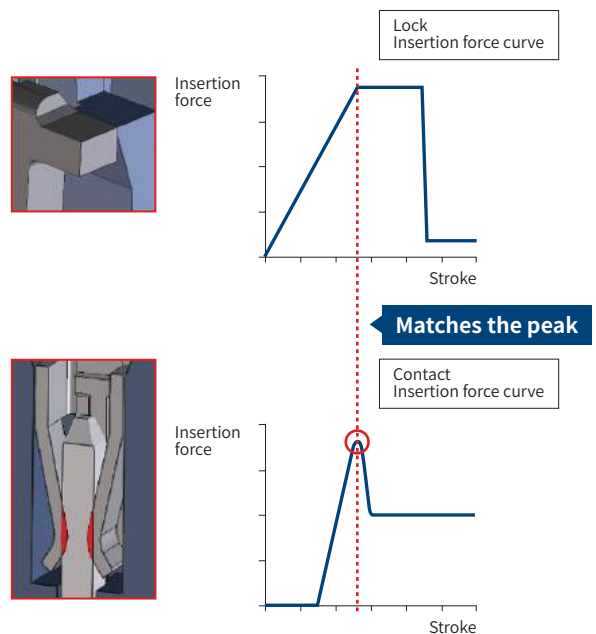 Lock
Insertion force curve
Insertion
force
Stroke
Matches the peak
Contact
Insertion force curve
Insertion
force
Stroke